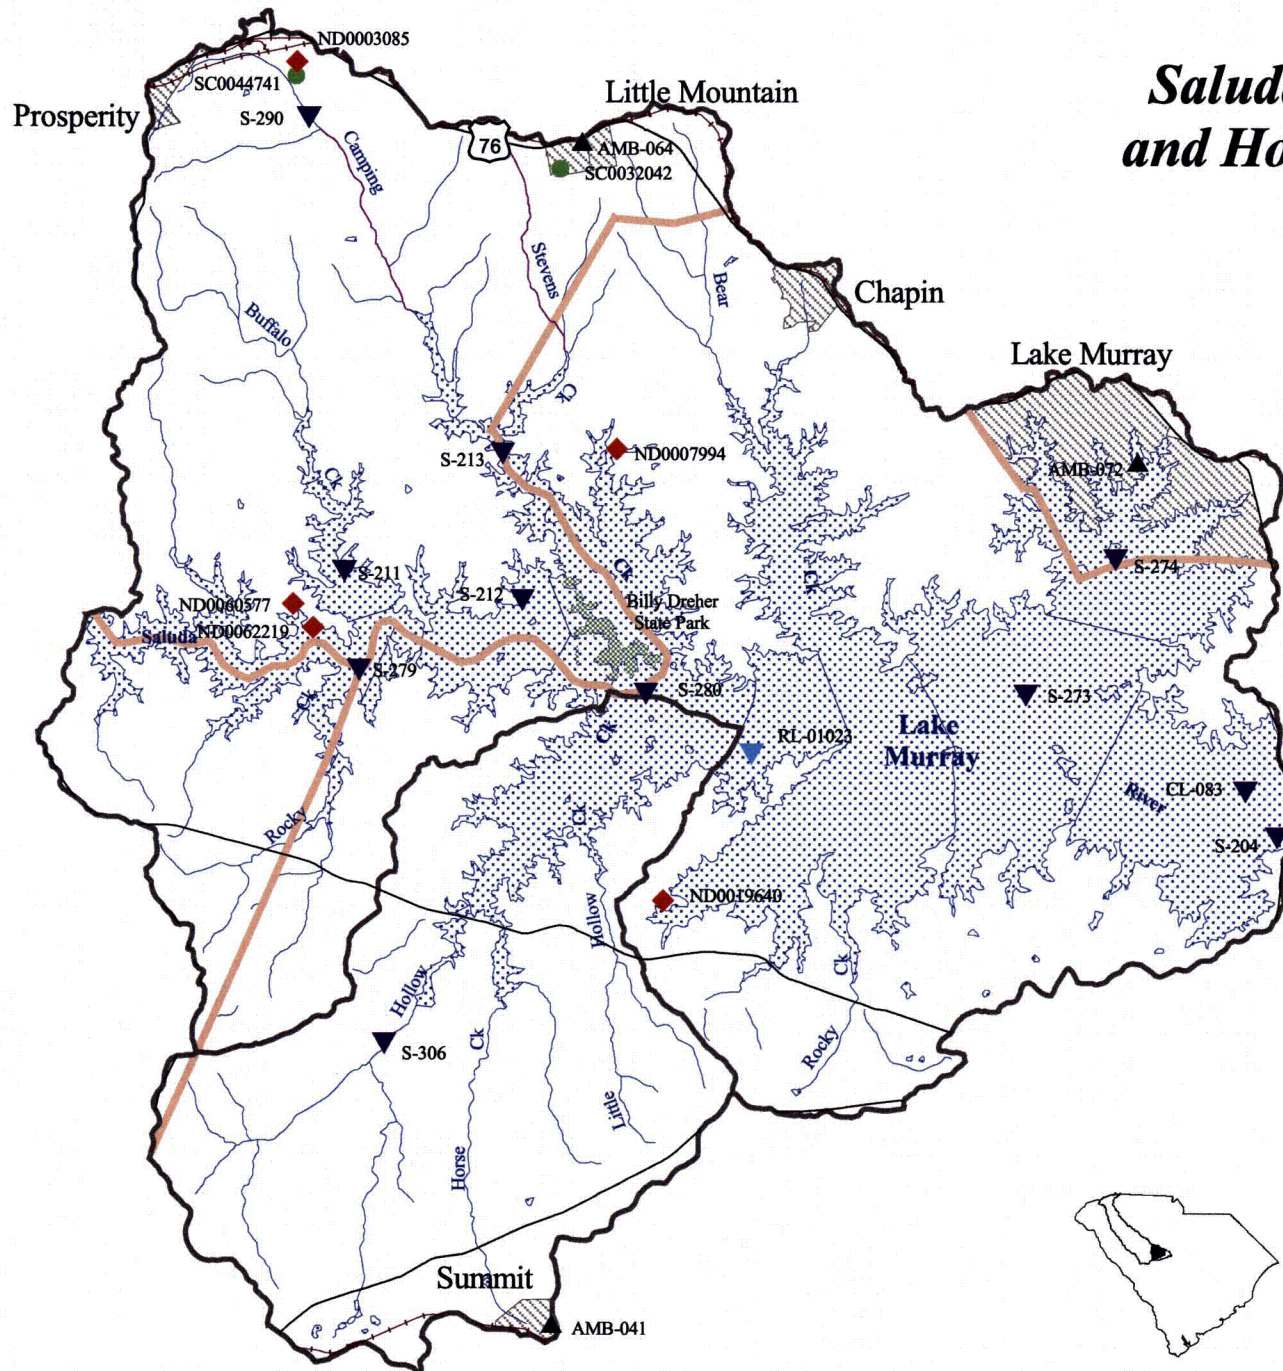 Saluda
and Ho
ND0003085
SC0044741
Prosperity
S-290
Camping
76
Little Mountain
AMB-064
SC0032042
Stevens
Ck
Bear
Ck
Chapin
Lake Murray
AMB-072
S-274
Buffalo
Ck
S-213
ND0007994
Ck
S-211
S-212
Billy Dreher
State Park
ND0060577
ND0062219
Saluda
S-279
S-280
Ck
Rocky
Ck
RL-01023
Lake
Murray
S-273
River
CL-083
S-204
Ck
Hollow
Little
ND0019640
Hollow
S-306
Ck
Horse
Ck
Rocky
Summit
AMB-041